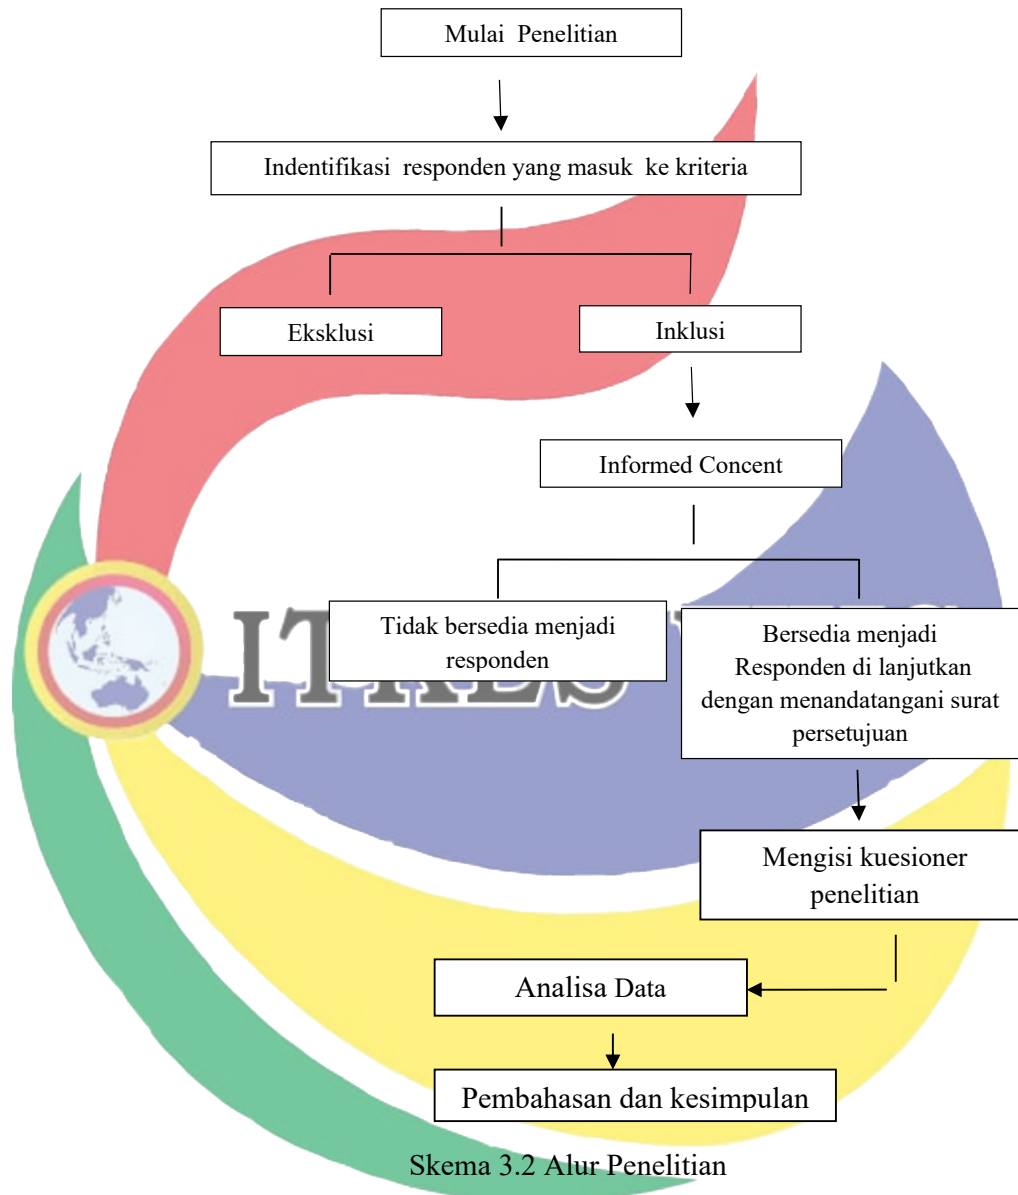 Mulai Penelitian
Indentifikasi responden yang masuk ke kriteria
Eksklusi
Inklusi
Informed Concent
Tidak bersedia menjadi
responden
Bersedia menjadi
Responden di lanjutkan
dengan menandatangani surat
persetujuan
Mengisi kuesioner
penelitian
Analisa Data
Pembahasan dan kesimpulan
Skema 3.2 Alur Penelitian